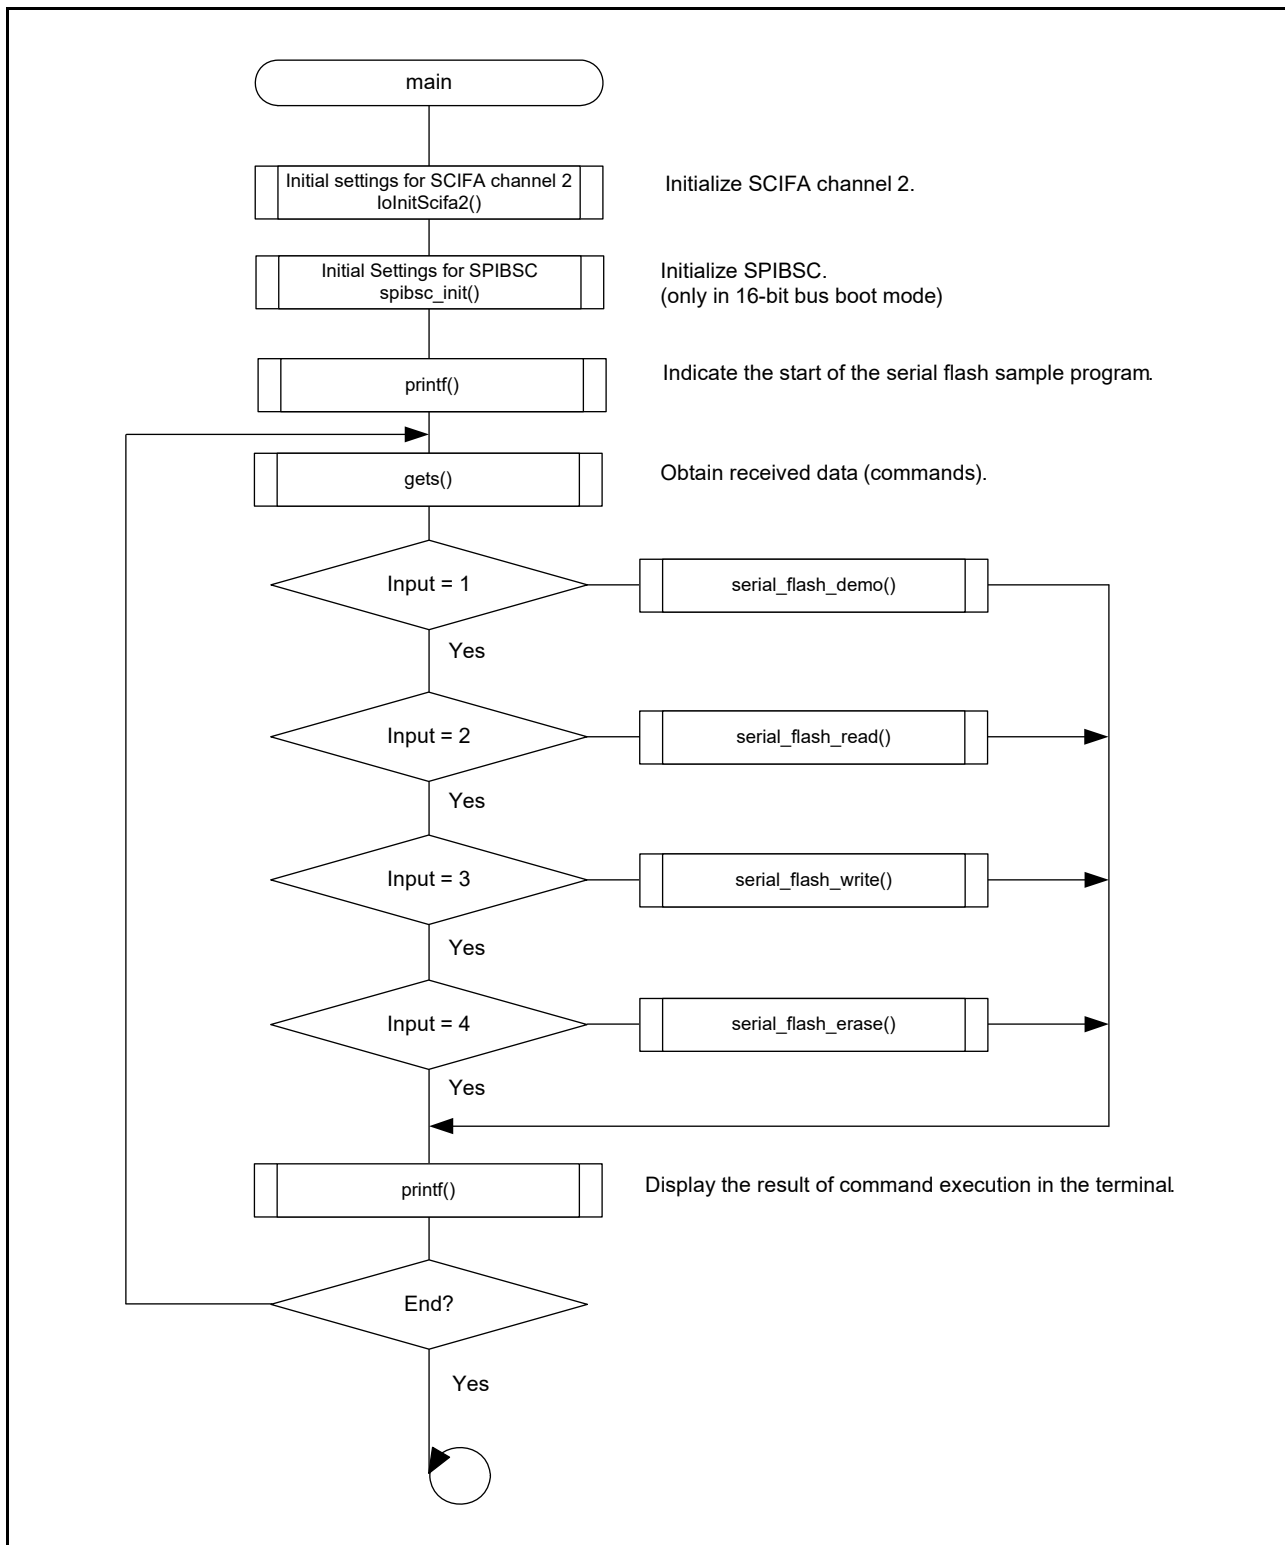 main
Initial settings for SCIFA channel 2
IoInitScifa2()
Initialize SCIFA channel 2.
Initial Settings for SPIBSC
spibsc_init()
Initialize SPIBSC.
(only in 16-bit bus boot mode)
printf()
Indicate the start of the serial flash sample program.
gets()
Obtain received data (commands).
Input = 1
serial_flash_demo()
Yes
Input = 2
serial_flash_read()
Yes
Input = 3
serial_flash_write()
Yes
Input = 4
serial_flash_erase()
Yes
printf()
Display the result of command execution in the terminal.
End?
Yes